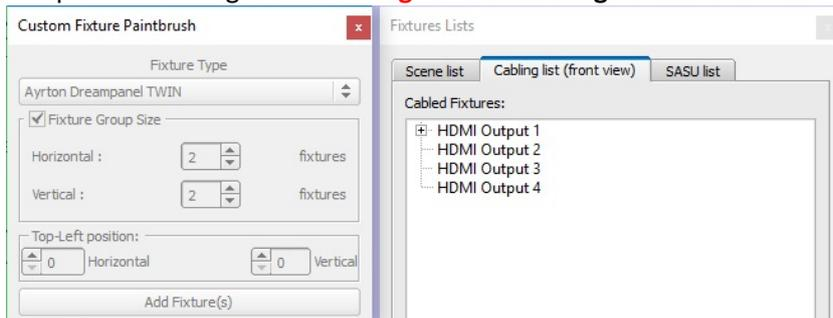 Custom Fixture Paintbrush
x
Fixture Type
Ayrton Dreampanel TWIN
Fixture Group Size
Horizontal :
2
fixtures
Vertical :
2
fixtures
Top-Left position:
0
Horizontal
0
Vertical
Add Fixture(s)
Fixtures Lists
Scene list
Cabling list (front view)
SASU list
Cabled Fixtures:
HDMI Output 1
HDMI Output 2
HDMI Output 3
HDMI Output 4